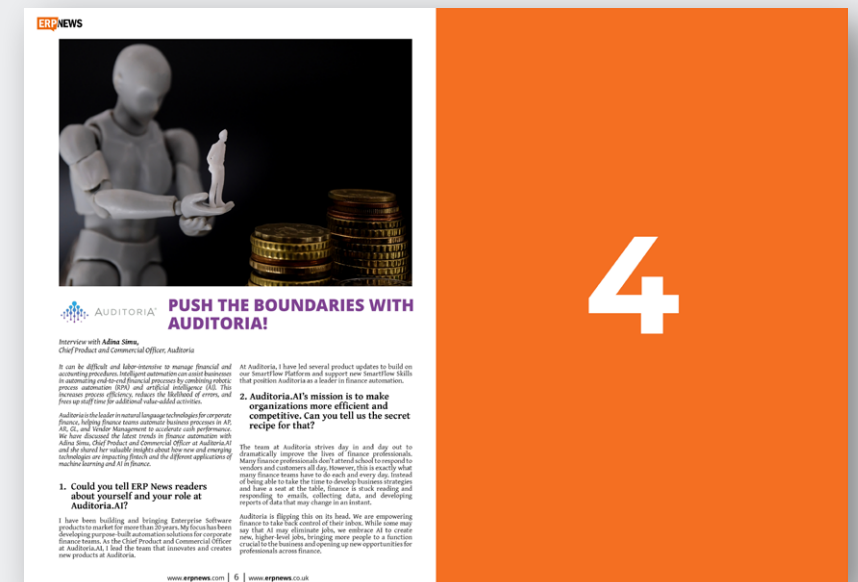 ERPNEWS
AUDITORIA
PUSH THE BOUNDARIES WITH
AUDITORIA!
Interview with Adina Simu,
Chief Product and Commercial Officer, Auditoria
It can be difficult and labor-intensive to manage financial and
accounting procedures. Intelligent automation can assist businesses
in automating end-to-end financial processes by combining robotic
process automation (RPA) and artificial intelligence (AI). This
increases process efficiency, reduces the likelihood of errors, and
frees up staff time for additional value-added activities.
Auditoria is the leader in natural language technologies for corporate
finance, helping finance teams automate business processes in AP,
AR, GL, and Vendor Management to accelerate cash performance.
We have discussed the latest trends in finance automation with
Adina Simu, Chief Product and Commercial Officer at Auditoria.AI
and she shared her valuable insights about how new and emerging
technologies are impacting fintech and the different applications of
machine learning and AI in finance.
1. Could you tell ERP News readers
about yourself and your role at
Auditoria.AI?
I have been building and bringing Enterprise Software
products to market for more than 20 years. My focus has been
developing purpose-built automation solutions for corporate
finance teams. As the Chief Product and Commercial Officer
at Auditoria.AI, I lead the team that innovates and creates
new products at Auditoria.
At Auditoria, I have led several product updates to build on
our SmartFlow Platform and support new SmartFlow Skills
that position Auditoria as a leader in finance automation.
2. Auditoria.AI's mission is to make
organizations more efficient and
competitive. Can you tell us the secret
recipe for that?
The team at Auditoria strives day in and day out to
dramatically improve the lives of finance professionals.
Many finance professionals don't attend school to respond to
vendors and customers all day. However, this is exactly what
many finance teams have to do each and every day. Instead
of being able to take the time to develop business strategies
and have a seat at the table, finance is stuck reading and
responding to emails, collecting data, and developing
reports of data that may change in an instant.
Auditoria is flipping this on its head. We are empowering
finance to take back control of their inbox. While some may
say that AI may eliminate jobs, we embrace AI to create
new, higher-level jobs, bringing more people to a function
crucial to the business and opening up new opportunities for
professionals across finance.
www.erpnews.com | 6 | www.erpnews.co.uk
4